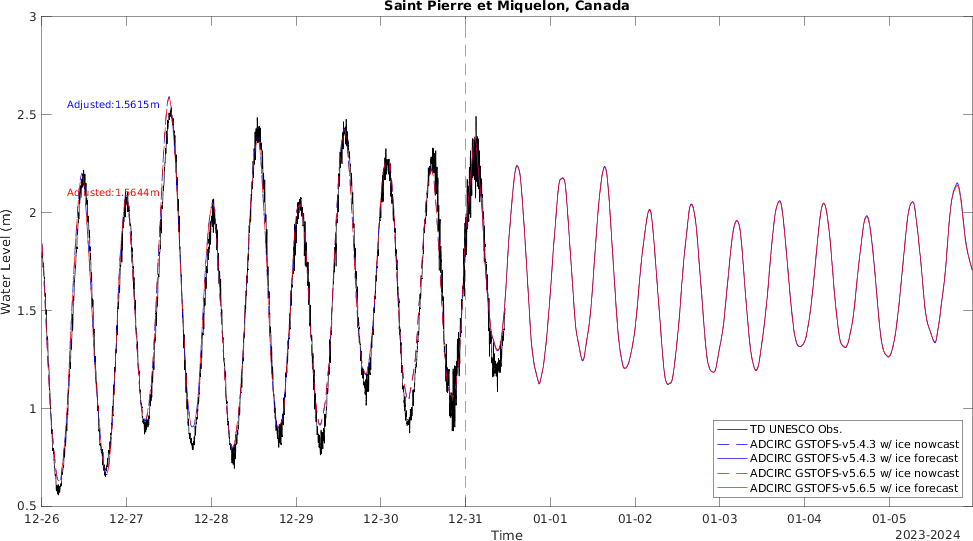 Saint Pierre et Miquelon, Canada
3
2.5
2
1.5
1
0.5
Water Level (m)
Adjusted:1.5615m
Adjusted:1.5644m
TD UNESCO Obs.
ADCIRC GSTOFS-v5.4.3 w/ ice nowcast
ADCIRC GSTOFS-v5.4.3 w/ ice forecast
ADCIRC GSTOFS-v5.6.5 w/ ice nowcast
ADCIRC GSTOFS-v5.6.5 w/ ice forecast
12-26 12-27 12-28 12-29 12-30 12-31 01-01 01-02 01-03 01-04 01-05
Time
2023-2024